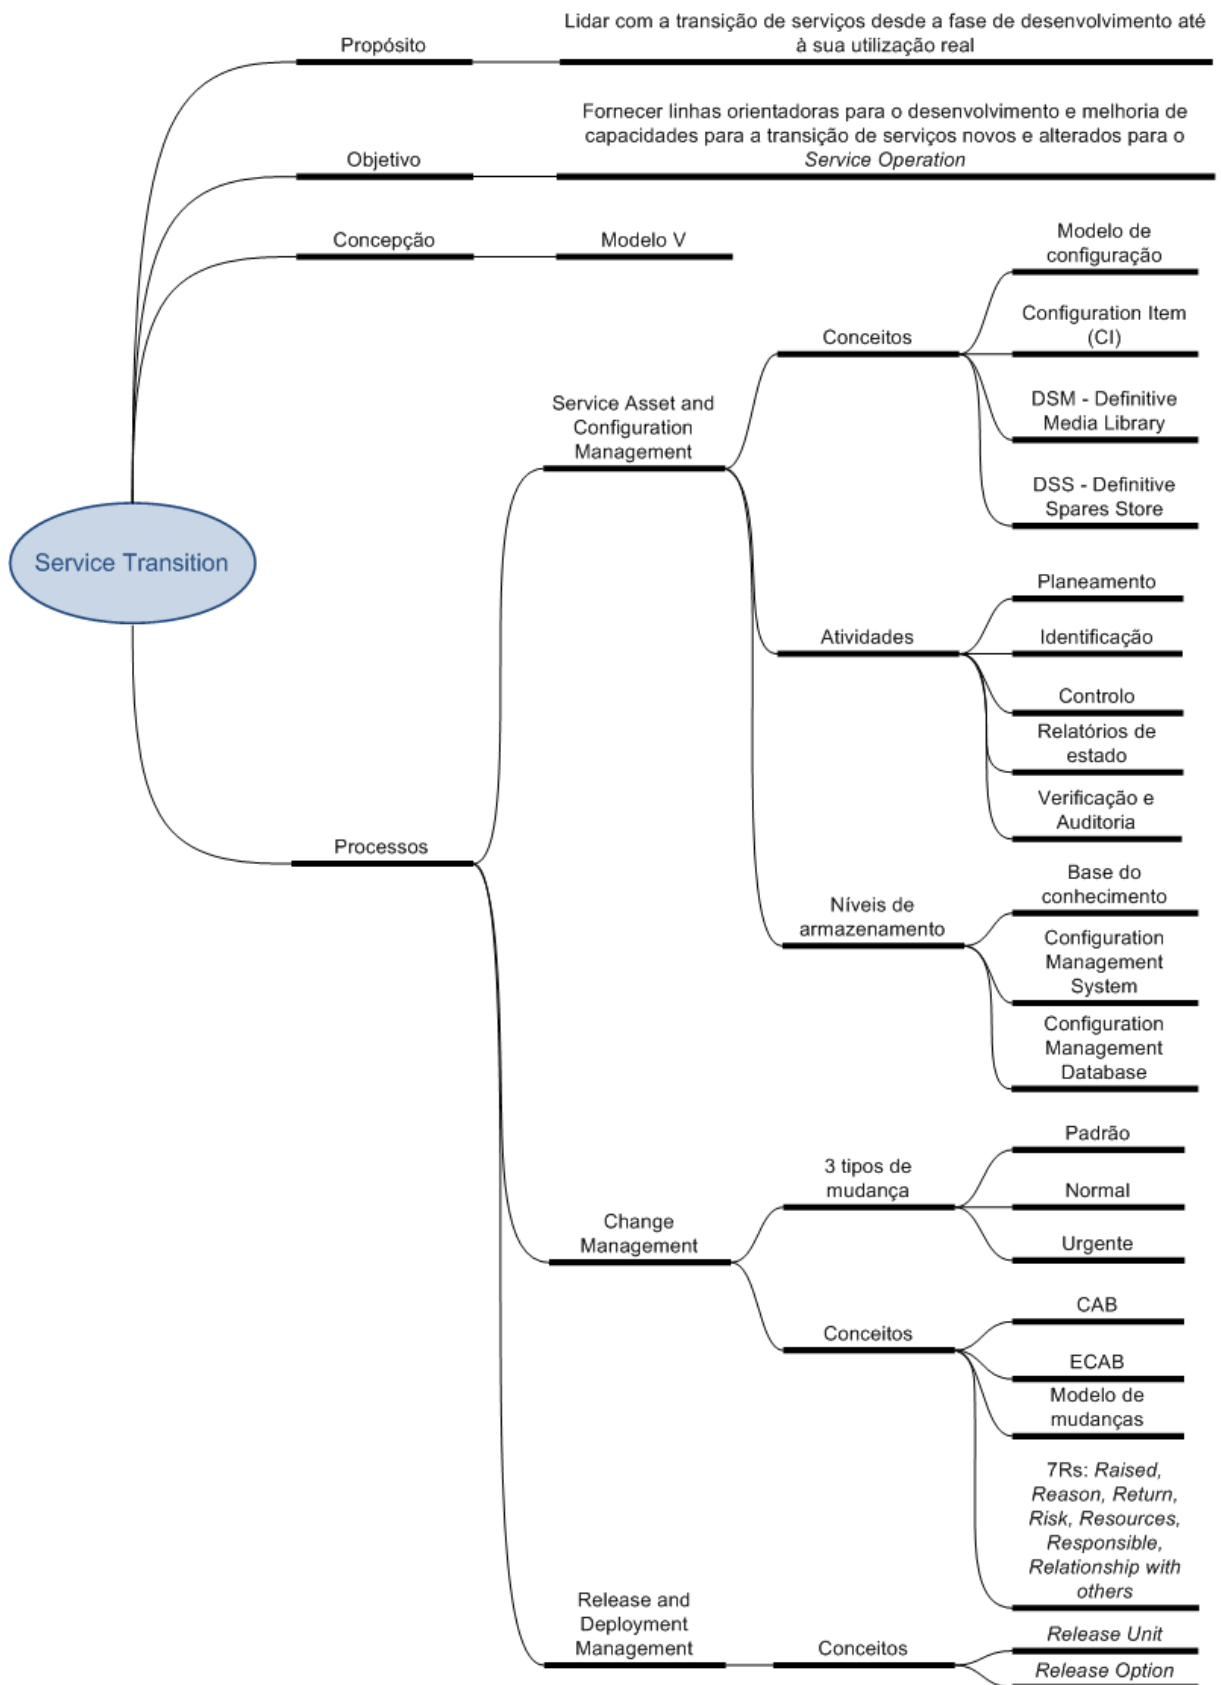 Lidar com a transição de serviços desde a fase de desenvolvimento até
à sua utilização real
Propósito
Fornecer linhas orientadoras para o desenvolvimento e melhoria de
capacidades para a transição de serviços novos e alterados para o
Service Operation
Objetivo
Concepção
Modelo V
Service Transition
Processos
Service Asset and
Configuration
Management
Conceitos
Modelo de
configuração
Configuration Item
(CI)
DSM - Definitive
Media Library
DSS - Definitive
Spares Store
Atividades
Planeamento
Identificação
Controlo
Relatórios de
estado
Verificação e
Auditoria
Níveis de
armazenamento
Base do
conhecimento
Configuration
Management
System
Configuration
Management
Database
Change
Management
3 tipos de
mudança
Padrão
Normal
Urgente
Conceitos
CAB
ECAB
Modelo de
mudanças
7Rs: Raised,
Reason, Return,
Risk, Resources,
Responsible,
Relationship with
others
Release and
Deployment
Management
Conceitos
Release Unit
Release Option